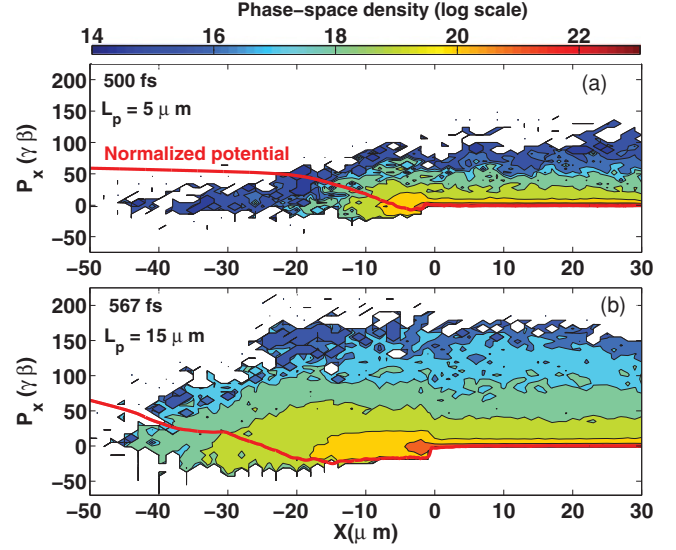 Phase-space density (log scale)
14 16 18 20 22
500 fs
(a)
L_p = 5 μ m
Normalized potential
P_x (γ β)
200
150
100
50
0
−50
−50 −40 −30 −20 −10 0 10 20 30
567 fs
(b)
L_p = 15 μ m
P_x (γ β)
200
150
100
50
0
−50
−50 −40 −30 −20 −10 0 10 20 30
X(μ m)